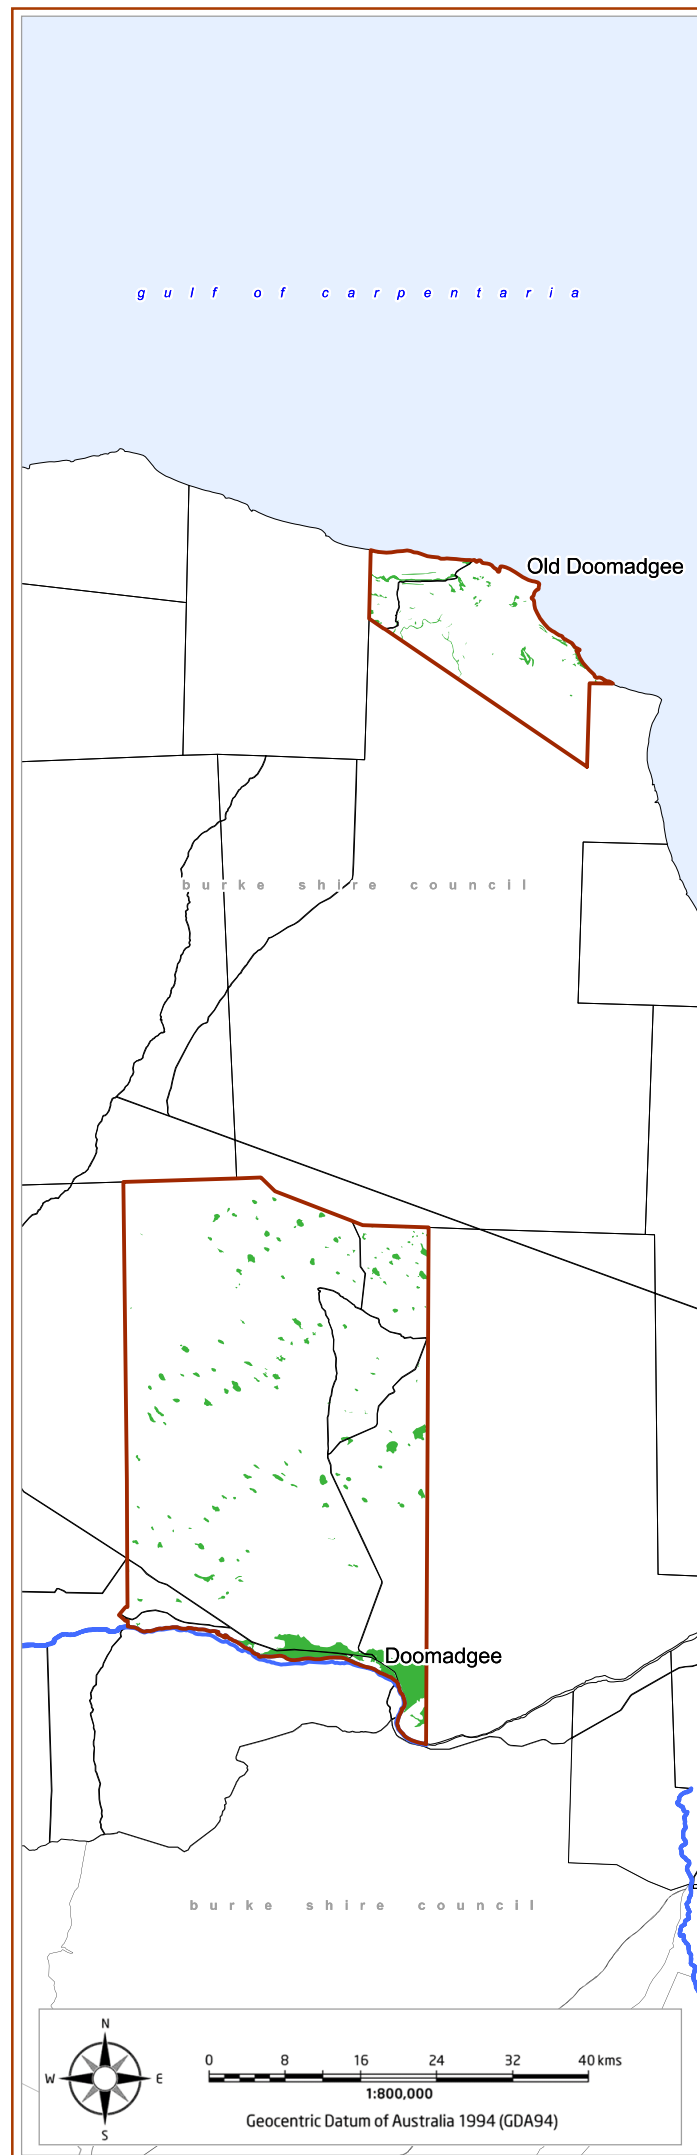 gulf of carpentaria
Old Doomadgee
burke shire council
Doomadgee
burke shire council
N
W E
S
0 8 16 24 32 40 kms
1:800,000
Geocentric Datum of Australia 1994 (GDA94)